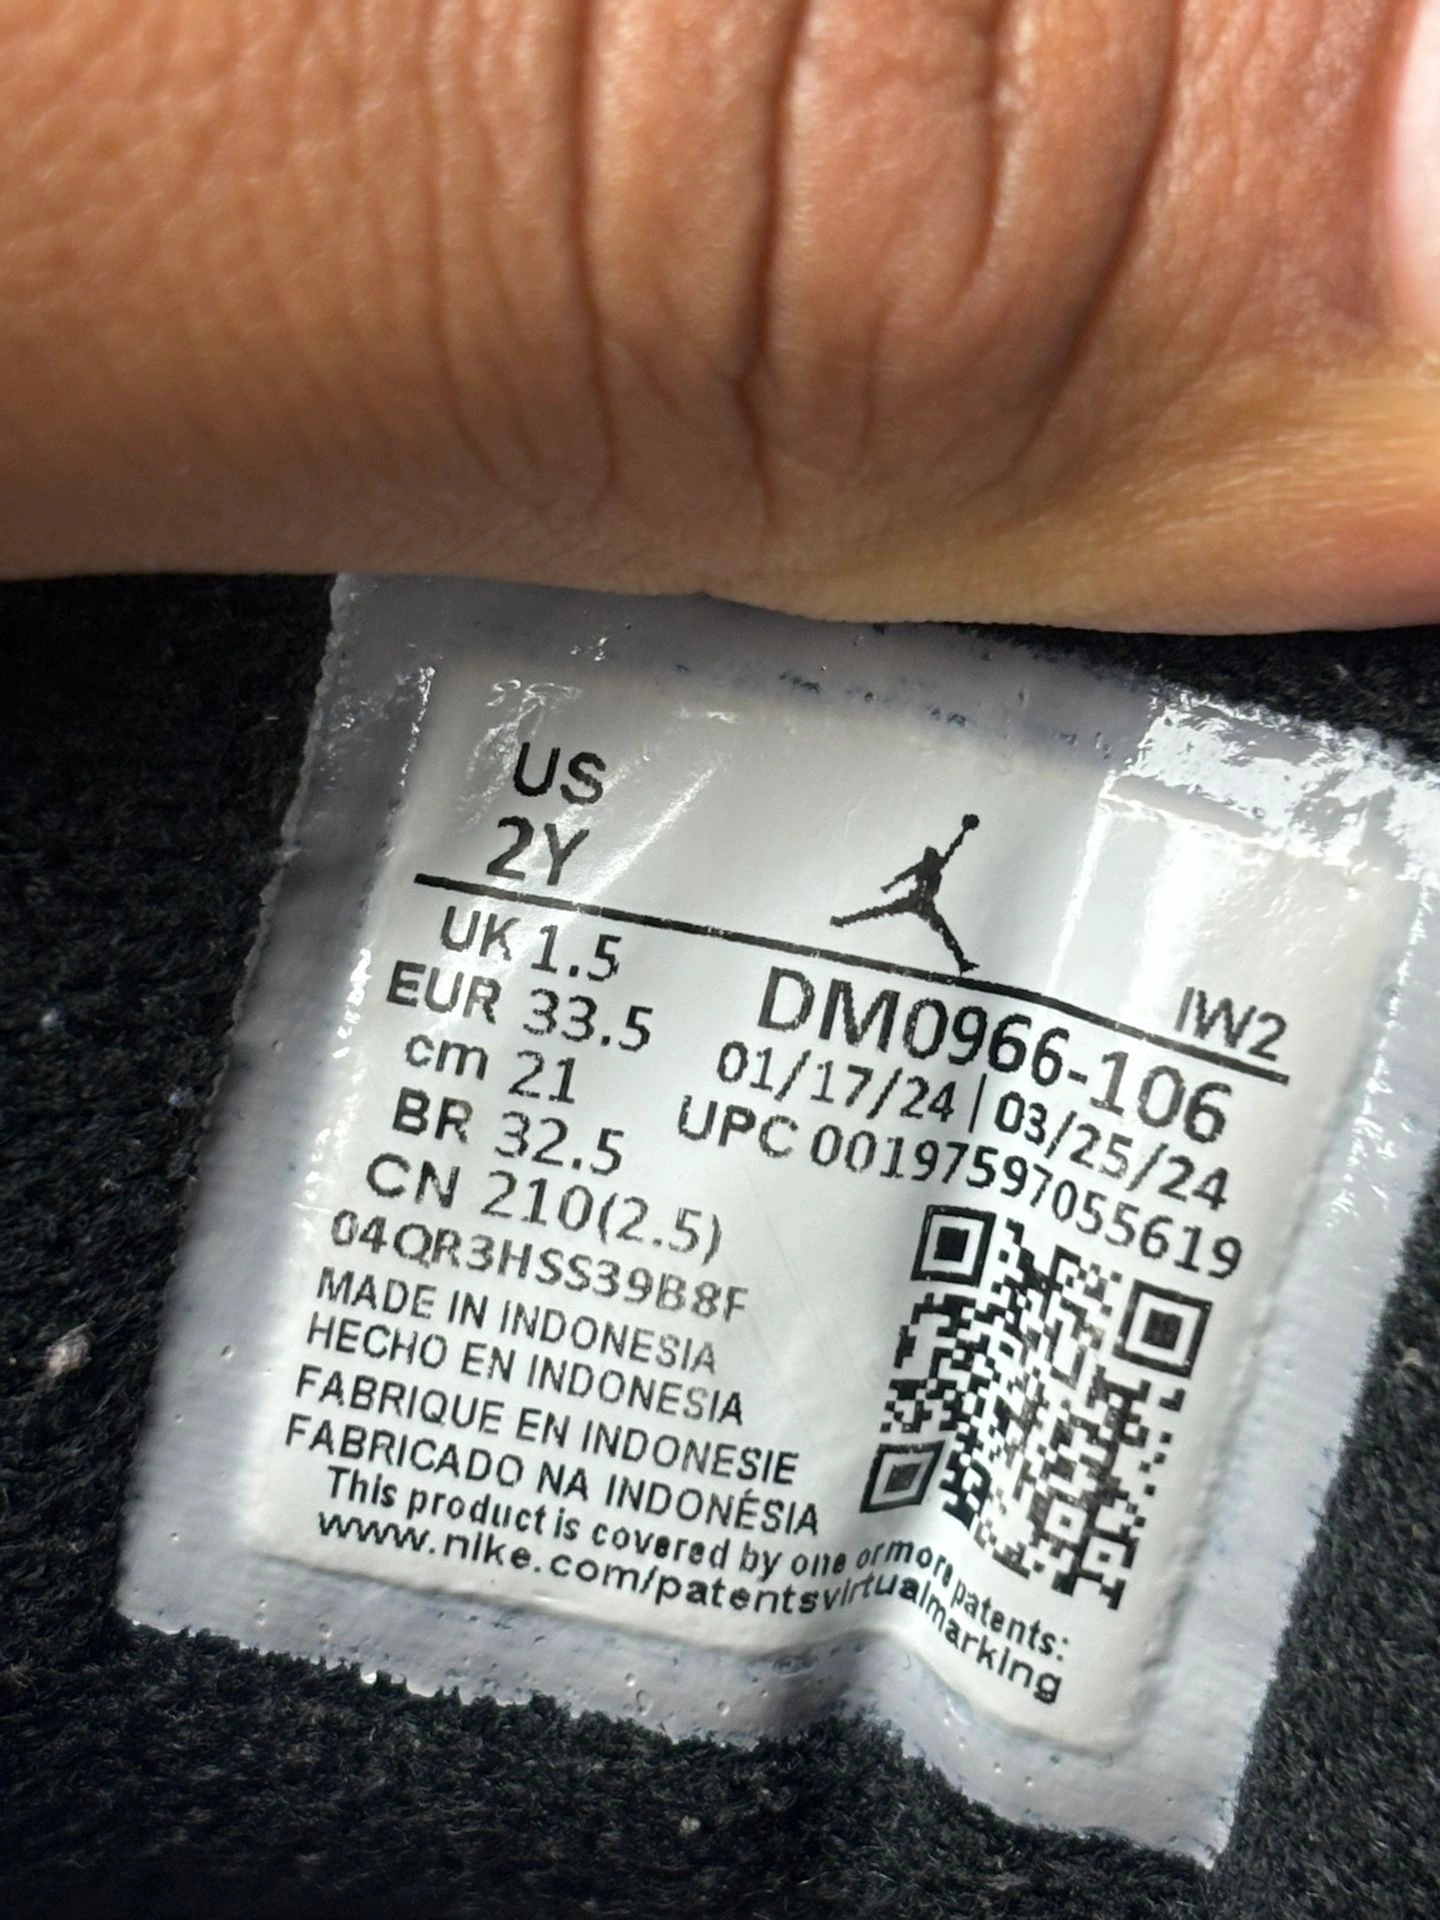 US
2Y
IW2
UK 1.5
EUR 33.5
cm 21
BR 32.5
CN 210(2.5)
04QR3HSS39B8F
DM0966-106
01/17/24 | 03/25/24
UPC 00197597055619
MADE IN INDONESIA
HECHO EN INDONESIA
FABRIQUE EN INDONESIE
FABRICADO NA INDONÉSIA
This product is covered by one or more patents:
www.nike.com/patentsvirtualmarking